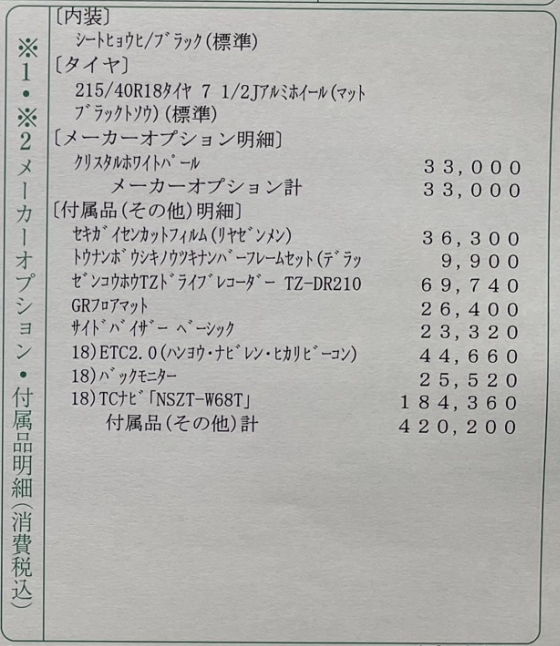 ※1・※2メーカーオプション・付属品明細(消費税込)
〔内装〕
ｼｰﾄﾋｮｳﾋ/ﾌﾞﾗｯｸ(標準)
〔タイヤ〕
215/40R18ﾀｲﾔ 7 1/2Jｱﾙﾐﾎｲｰﾙ(ﾏｯﾄ
ﾌﾞﾗｯｸﾄｿｳ)(標準)
〔メーカーオプション明細〕
ｸﾘｽﾀﾙﾎﾜｲﾄﾊﾟｰﾙ 33,000
メーカーオプション計 33,000
〔付属品(その他)明細〕
ｾｷｶﾞｲｾﾝｶｯﾄﾌｨﾙﾑ(ﾘﾔｾﾞﾝﾒﾝ) 36,300
ﾄｳﾅﾝﾎﾞｳｼｷﾉｳﾂｷﾅﾝﾊﾞｰﾌﾚｰﾑｾｯﾄ(ﾃﾞﾗｯ 9,900
ｾﾞﾝｺｳﾎｳTZﾄﾞﾗｲﾌﾞﾚｺｰﾀﾞｰ TZ-DR210 69,740
GRﾌﾛｱﾏｯﾄ 26,400
ｻｲﾄﾞﾊﾞｲｻﾞｰ ﾍﾞｰｼｯｸ 23,320
18)ETC2.0(ﾊﾝﾖｳ･ﾅﾋﾞﾚﾝ･ﾋｶﾘﾋﾞｰｺﾝ) 44,660
18)ﾊﾞｯｸﾓﾆﾀｰ 25,520
18)TCﾅﾋﾞ｢NSZT-W68T｣ 184,360
付属品(その他)計 420,200